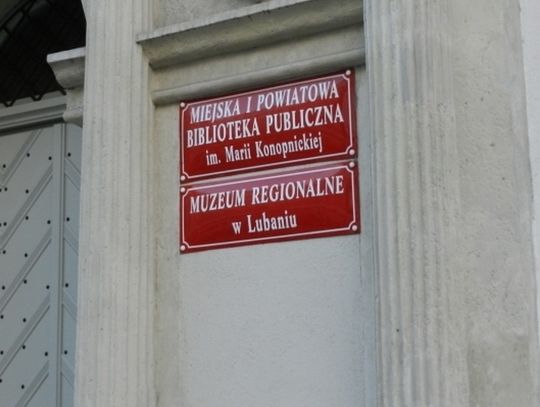 MIEJSKA I POWIATOWA
BIBLIOTEKA PUBLICZNA
im. Marii Konopnickiej
MUZEUM REGIONALNE
w Lubaniu